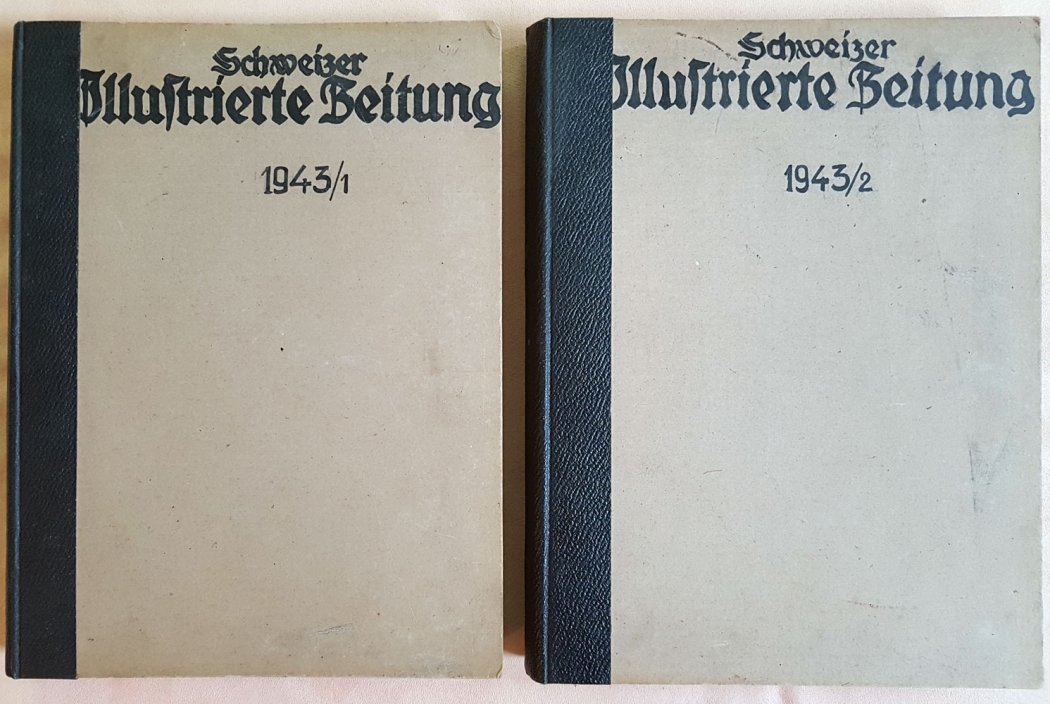 Schweizer
Illustrierte Zeitung
1943/1
Schweizer
Illustrierte Zeitung
1943/2